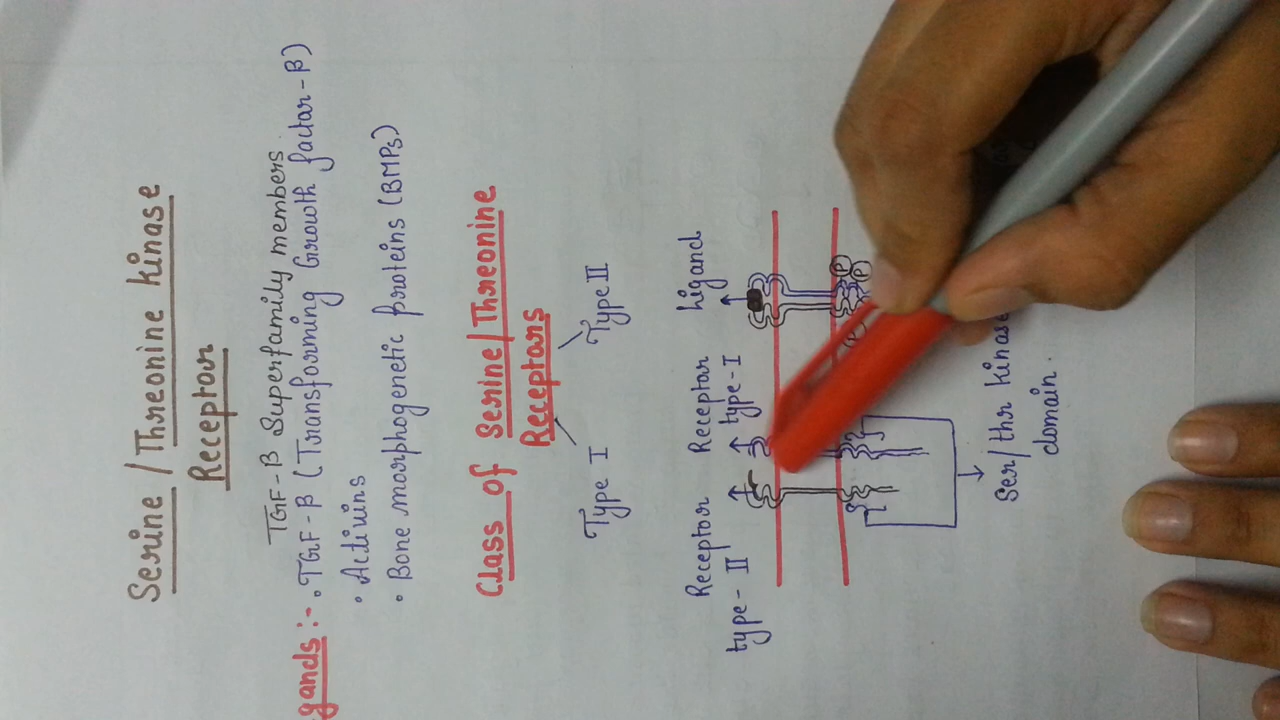 Serine / Threonine kinase
Receptor
TGF-B Superfamily members
gands :- • TGF-B (Transforming Growth factor-B)
• Activins
• Bone morphogenetic proteins (BMPs)
Class of Serine/Threonine
Receptors
Type I Type II
Receptor type-II
Receptor type-I
Ligand
P
P
P
Ser/thr kinase
domain.